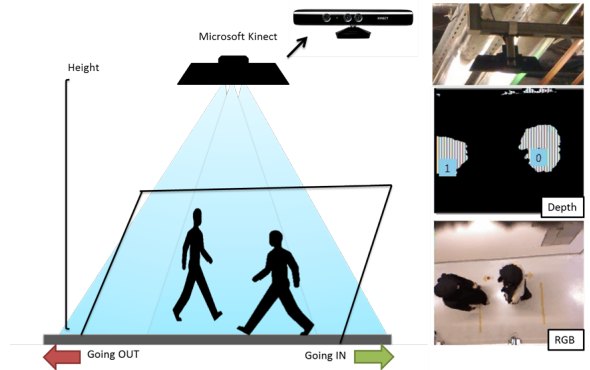 Microsoft Kinect
KINECT
Height
1
0
Depth
RGB
Going OUT
Going IN